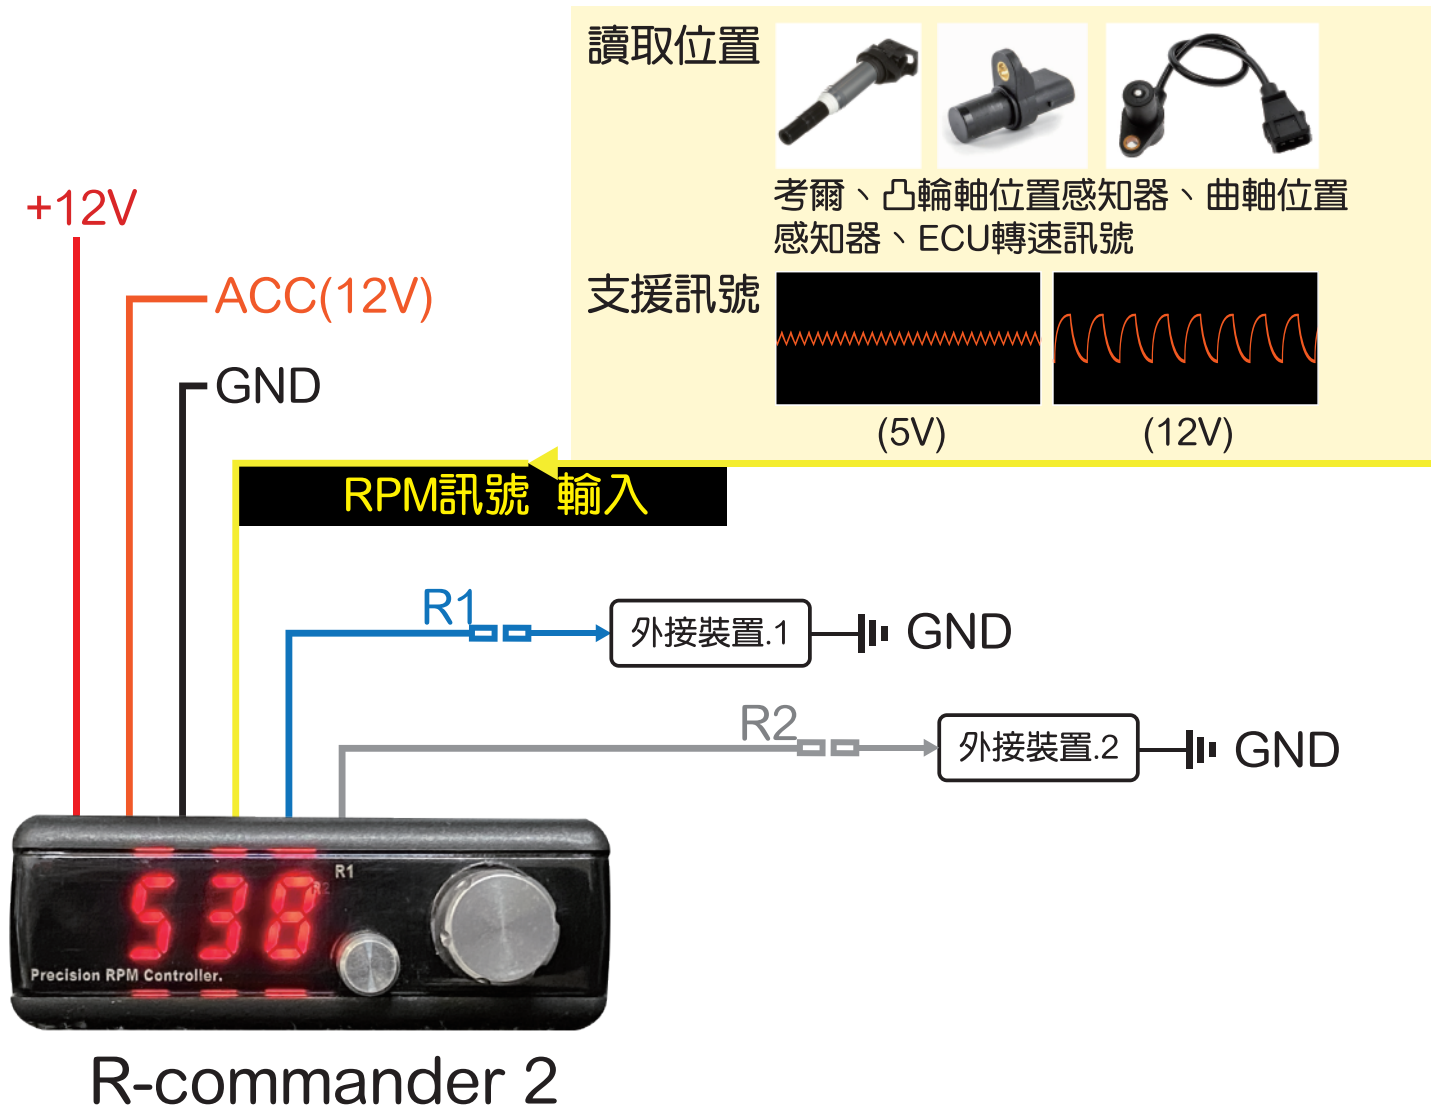 讀取位置
考爾、凸輪軸位置感知器、曲軸位置
感知器、ECU轉速訊號
支援訊號
(5V)
(12V)
+12V
ACC(12V)
GND
RPM訊號 輸入
R1
外接裝置.1
GND
R2
外接裝置.2
GND
R1
R2
538
Precision RPM Controller.
R-commander 2